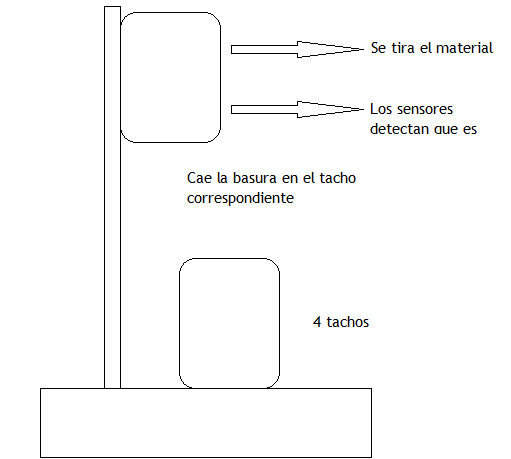 Se tira el material
Los sensores
detectan que es
Cae la basura en el tacho
correspondiente
4 tachos